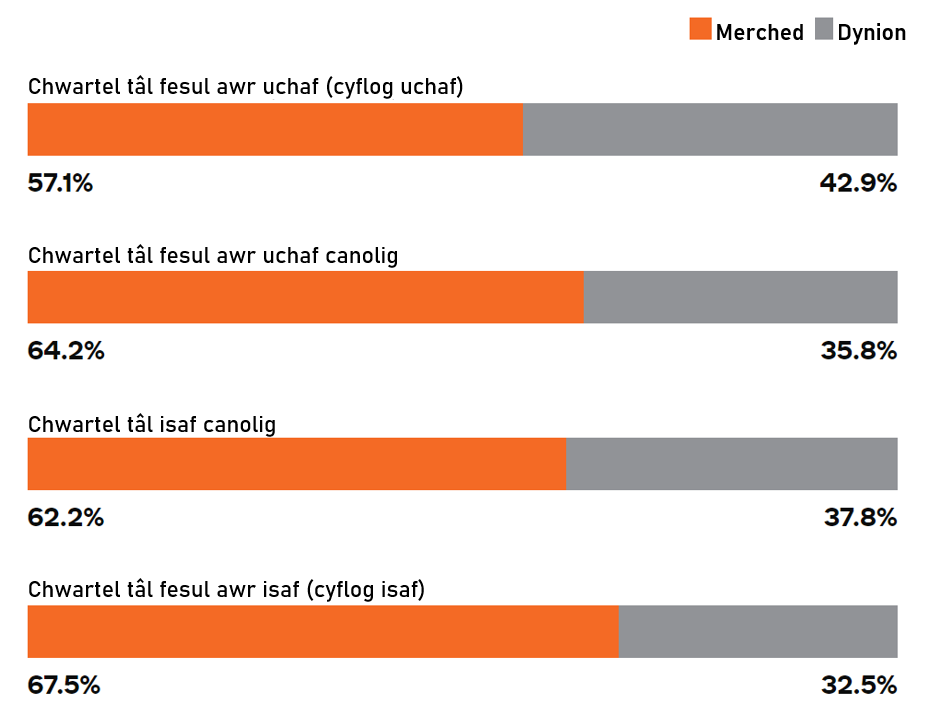 Merched Dynion
Chwartel tâl fesul awr uchaf (cyflog uchaf)
57.1% 42.9%
Chwartel tâl fesul awr uchaf canolig
64.2% 35.8%
Chwartel tâl isaf canolig
62.2% 37.8%
Chwartel tâl fesul awr isaf (cyflog isaf)
67.5% 32.5%